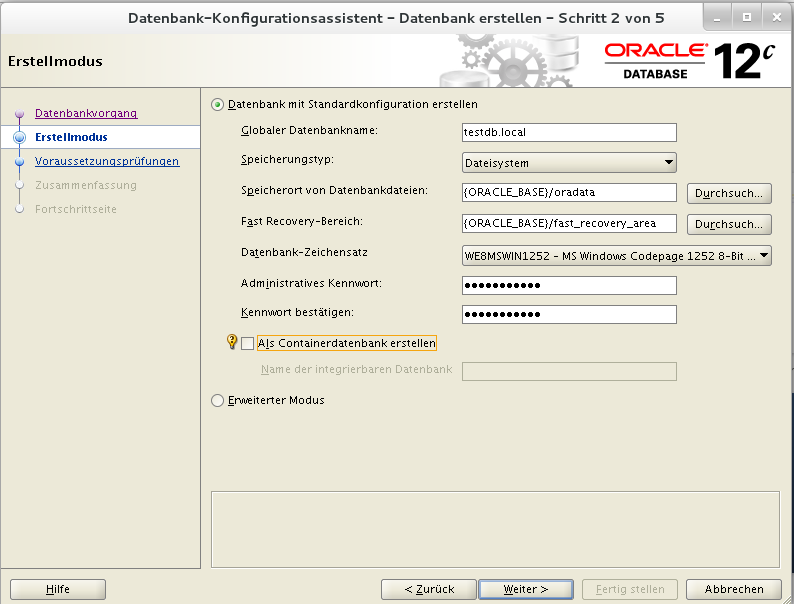 Datenbank-Konfigurationsassistent - Datenbank erstellen - Schritt 2 von 5
Erstellmodus
ORACLE®
DATABASE
12c
Datenbankvorgang
Erstellmodus
Voraussetzungsprüfungen
Zusammenfassung
Fortschrittseite
Datenbank mit Standardkonfiguration erstellen
Globaler Datenbankname: testdb.local
Speicherungstyp: Dateisystem
Speicherort von Datenbankdateien: {ORACLE_BASE}/oradata Durchsuch...
Fast Recovery-Bereich: {ORACLE_BASE}/fast_recovery_area Durchsuch...
Datenbank-Zeichensatz WE8MSWIN1252 - MS Windows Codepage 1252 8-Bit ...
Administratives Kennwort: •••••••••••
Kennwort bestätigen: •••••••••••
Als Containerdatenbank erstellen
Name der integrierbaren Datenbank
Erweiterter Modus
Hilfe < Zurück Weiter > Fertig stellen Abbrechen